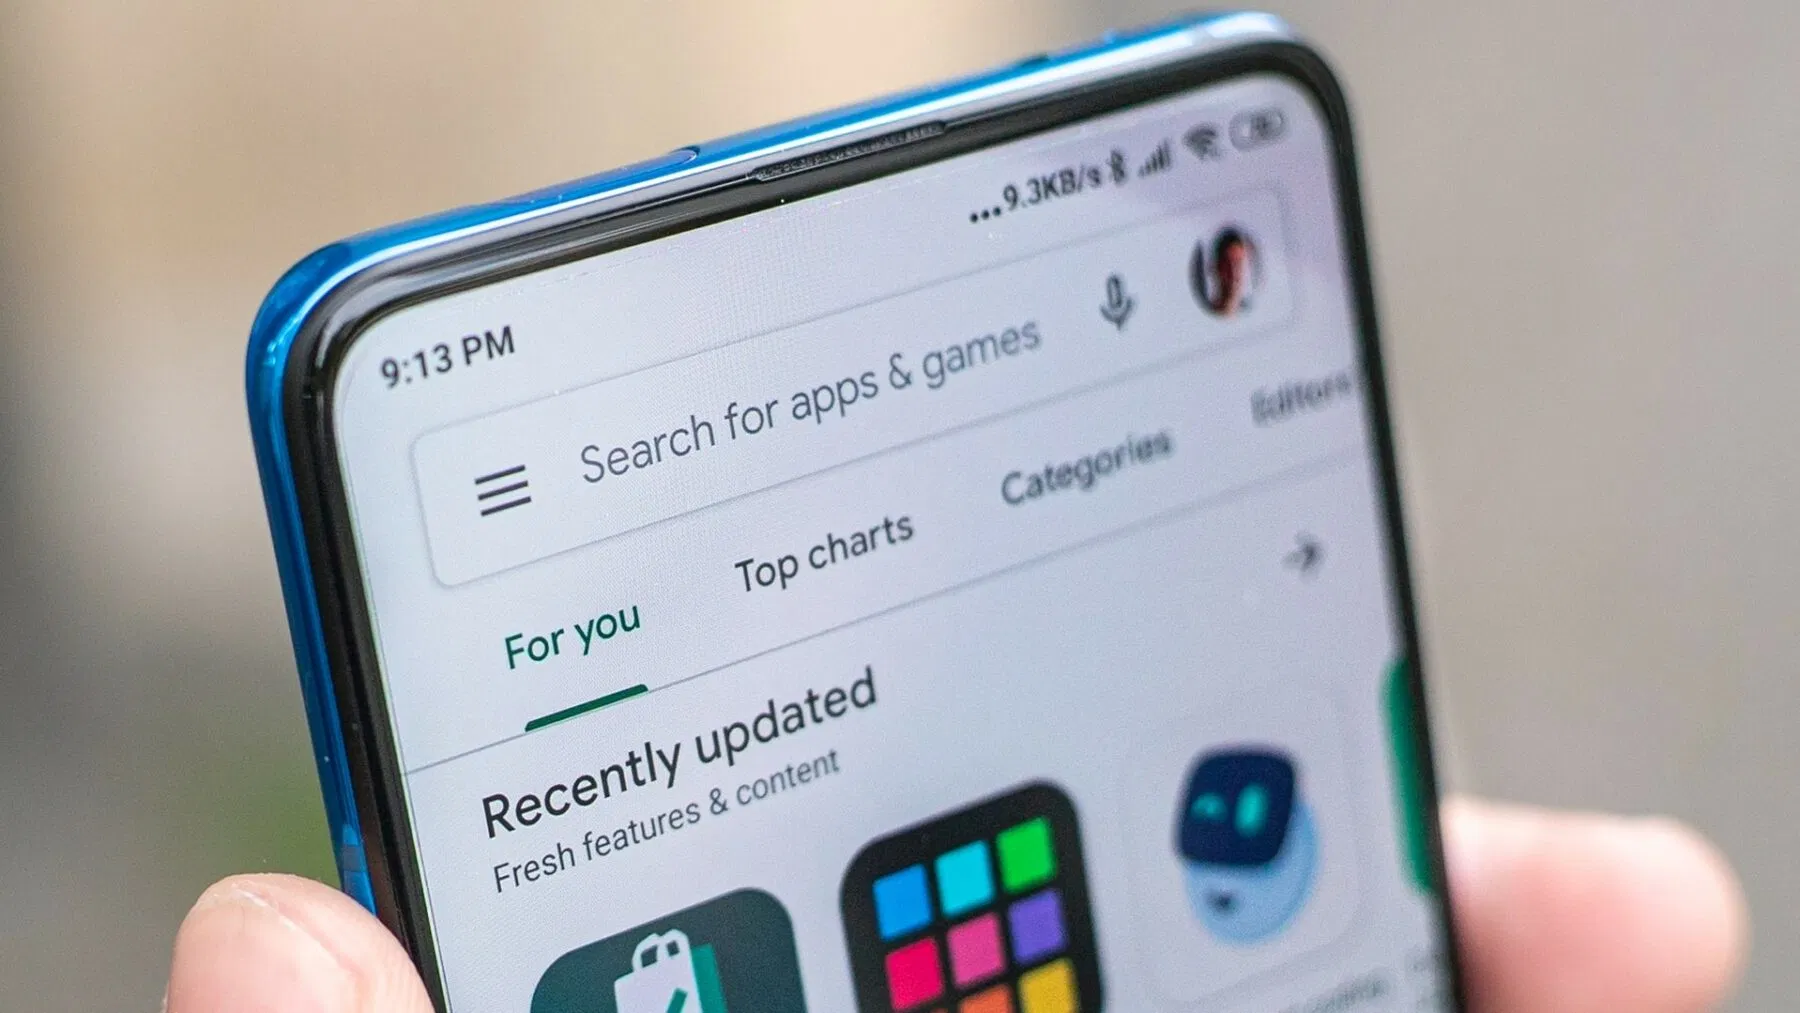 9:13 PM ...9.3KB/s
Search for apps & games
For you Top charts Categories Editors
Recently updated
Fresh features & content